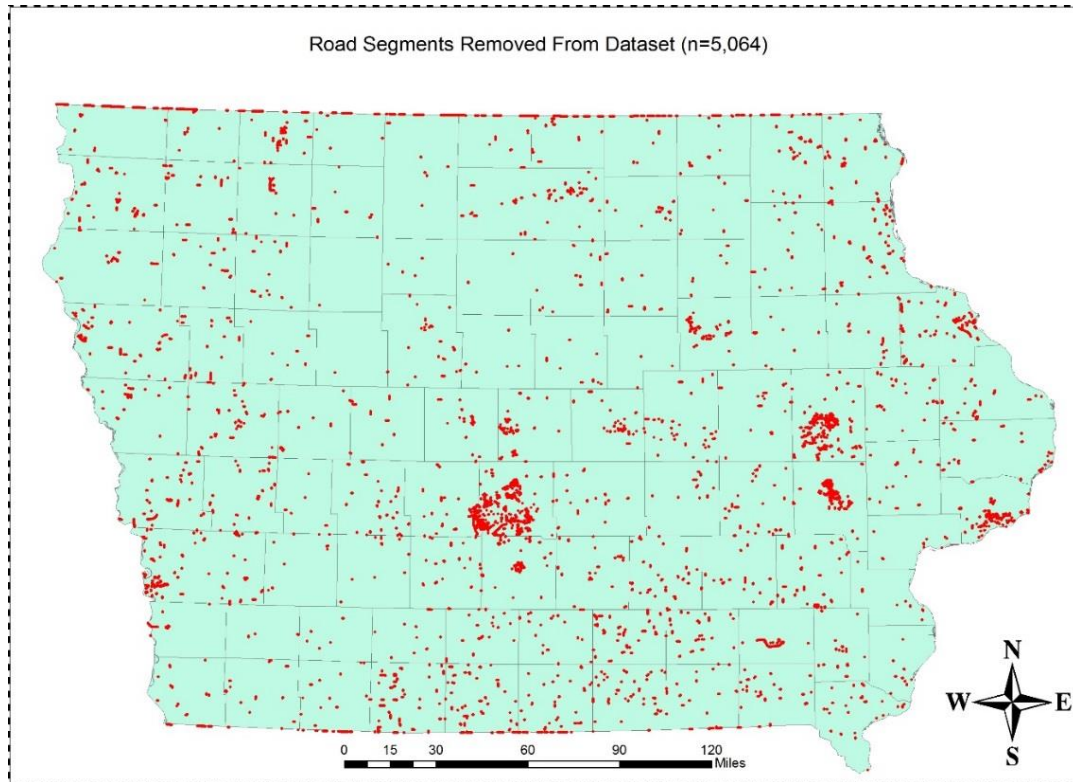 Road Segments Removed From Dataset (n=5,064)
N
W E
S
0 15 30 60 90 120
Miles